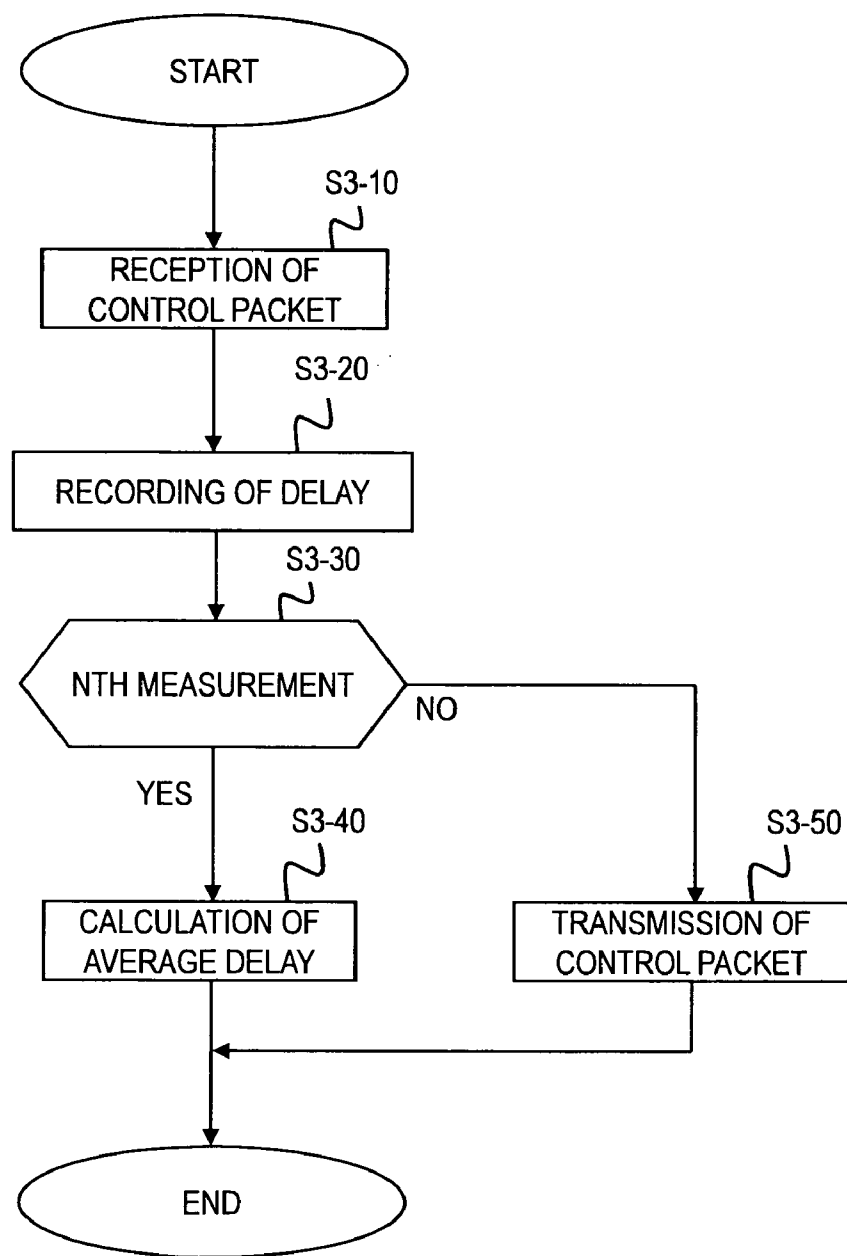 START
S3-10
RECEPTION OF
CONTROL PACKET
S3-20
RECORDING OF DELAY
S3-30
NTH MEASUREMENT
NO
YES
S3-40
CALCULATION OF
AVERAGE DELAY
S3-50
TRANSMISSION OF
CONTROL PACKET
END